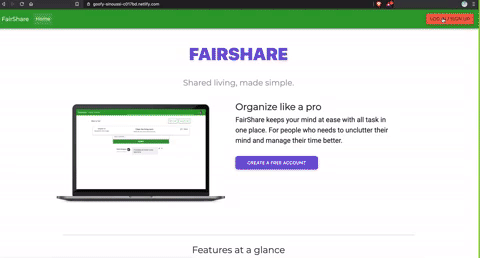 goofy-sinoussi-c017bd.netlify.com
FairShare Home LOG IN / SIGN UP
FAIRSHARE
Shared living, made simple.
Organize like a pro
FairShare keeps your mind at ease with all task in
one place. For people who needs to unclutter their
mind and manage their time better.
CREATE A FREE ACCOUNT
Features at a glance